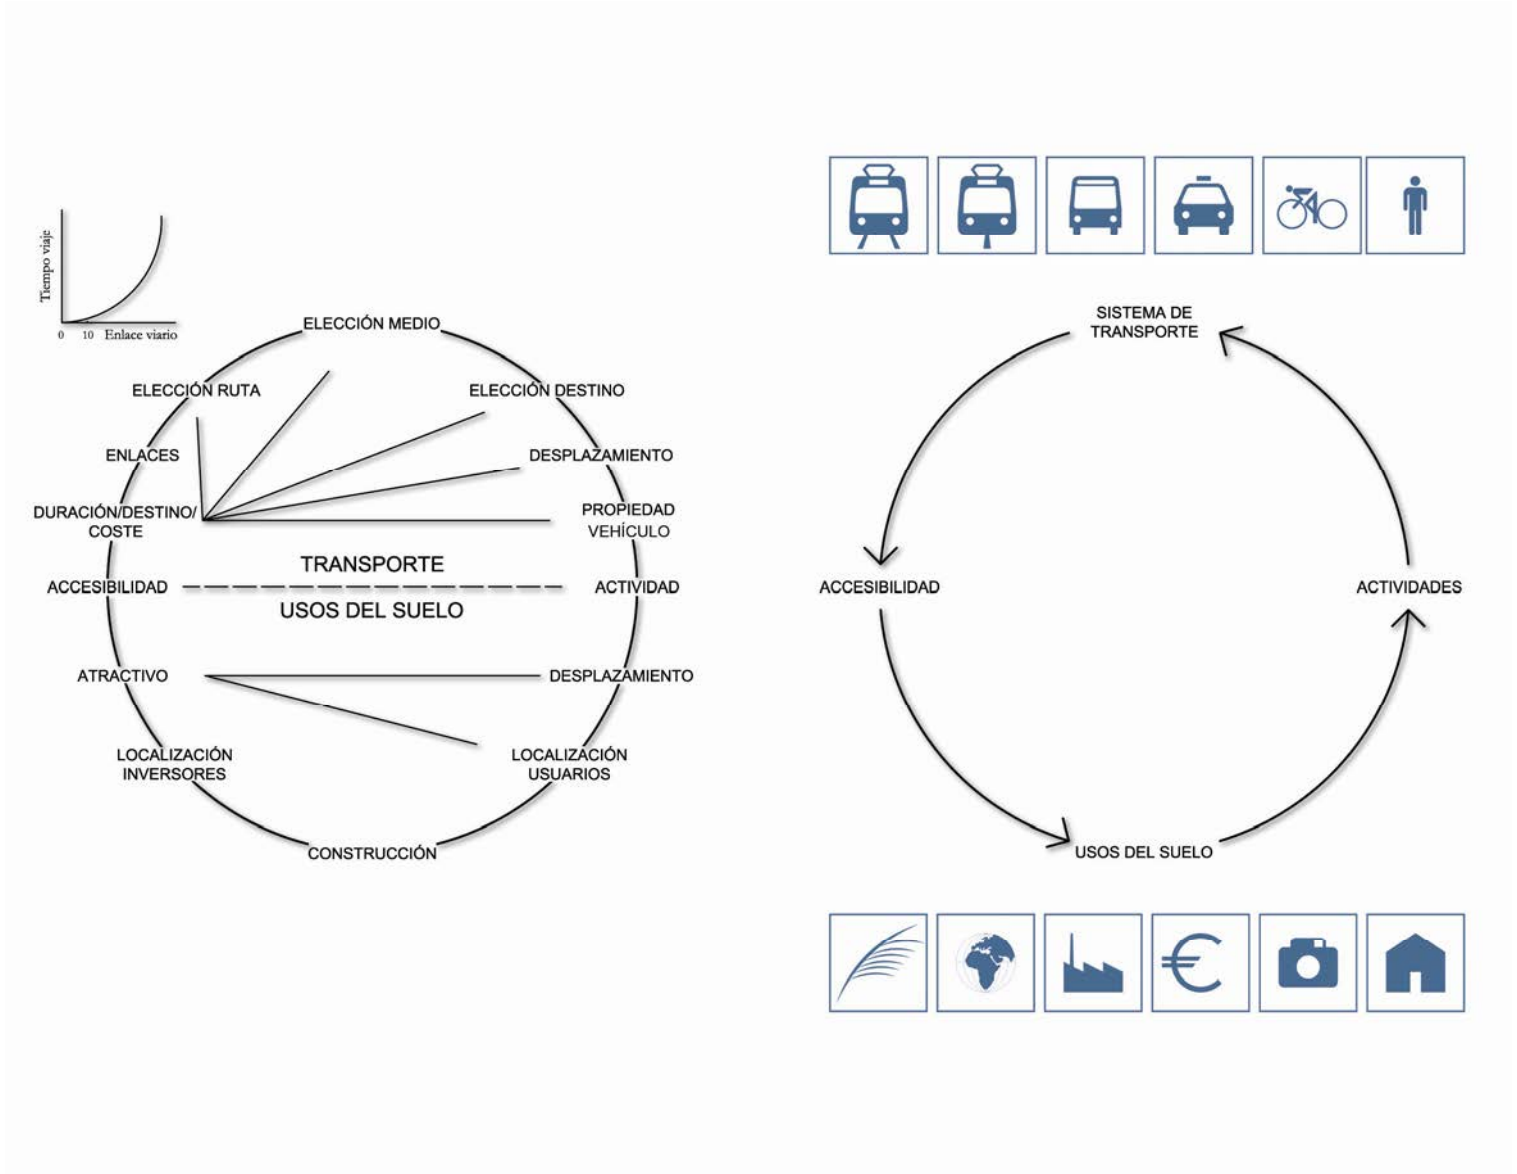 Tiempo viaje
0 10 Enlace viario
ELECCIÓN MEDIO
ELECCIÓN RUTA
ELECCIÓN DESTINO
ENLACES
DESPLAZAMIENTO
DURACIÓN/DESTINO/
COSTE
PROPIEDAD
VEHÍCULO
TRANSPORTE
ACCESIBILIDAD
ACTIVIDAD
USOS DEL SUELO
ATRACTIVO
DESPLAZAMIENTO
LOCALIZACIÓN
INVERSORES
LOCALIZACIÓN
USUARIOS
CONSTRUCCIÓN
SISTEMA DE
TRANSPORTE
ACCESIBILIDAD
ACTIVIDADES
USOS DEL SUELO
€